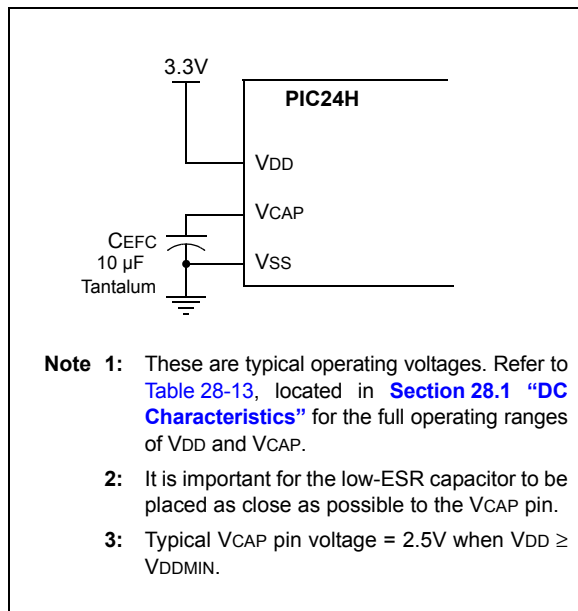 3.3V
PIC24H
VDD
VCAP
CEFC
10 µF
VSS
Tantalum
Note 1: These are typical operating voltages. Refer to
Table 28-13, located in Section 28.1 “DC
Characteristics” for the full operating ranges
of VDD and VCAP.
2: It is important for the low-ESR capacitor to be
placed as close as possible to the VCAP pin.
3: Typical VCAP pin voltage = 2.5V when VDD ≥
VDDMIN.